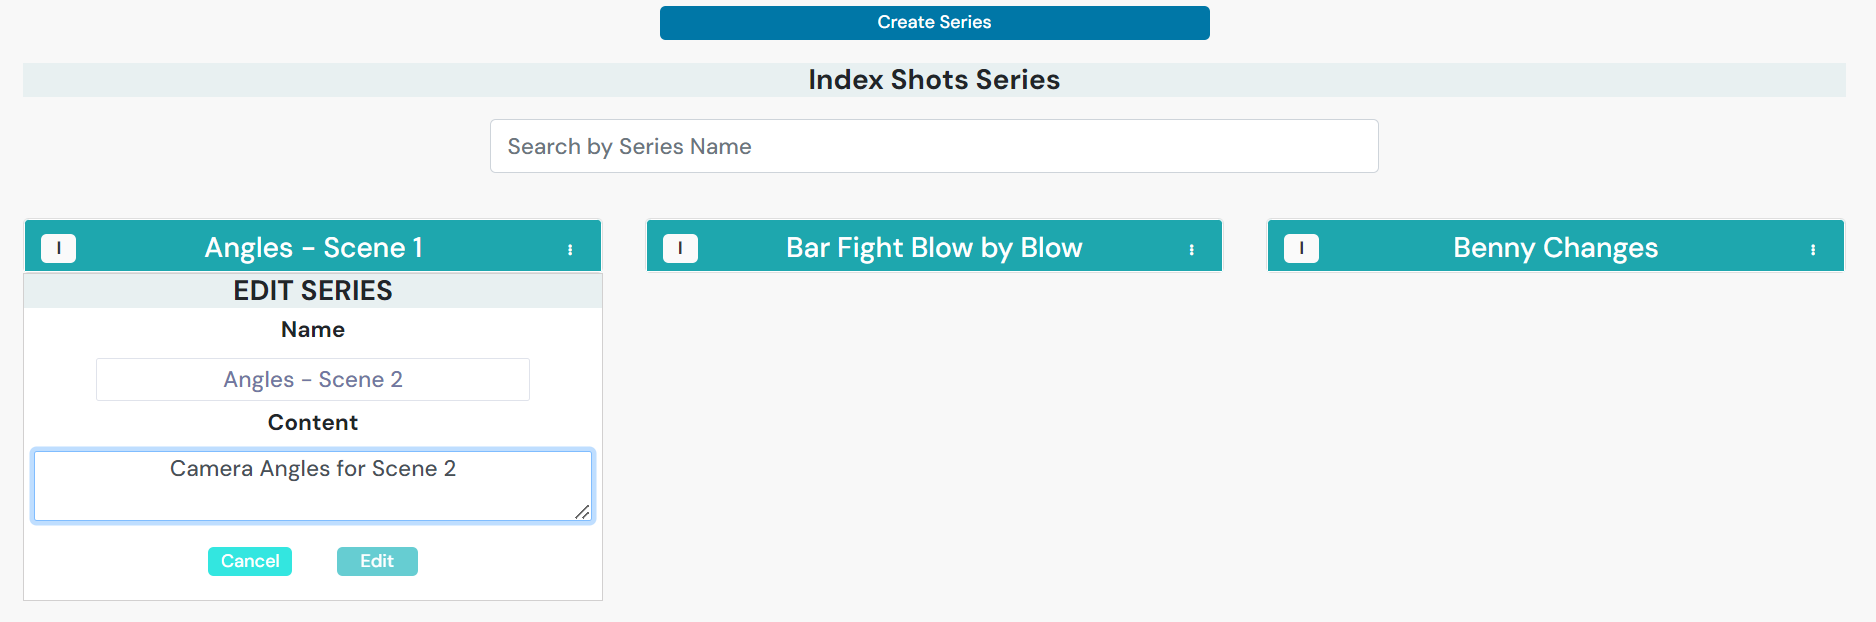 Create Series
Index Shots Series
Search by Series Name
I Angles - Scene 1
I Bar Fight Blow by Blow
I Benny Changes
EDIT SERIES
Name
Angles - Scene 2
Content
Camera Angles for Scene 2
Cancel Edit